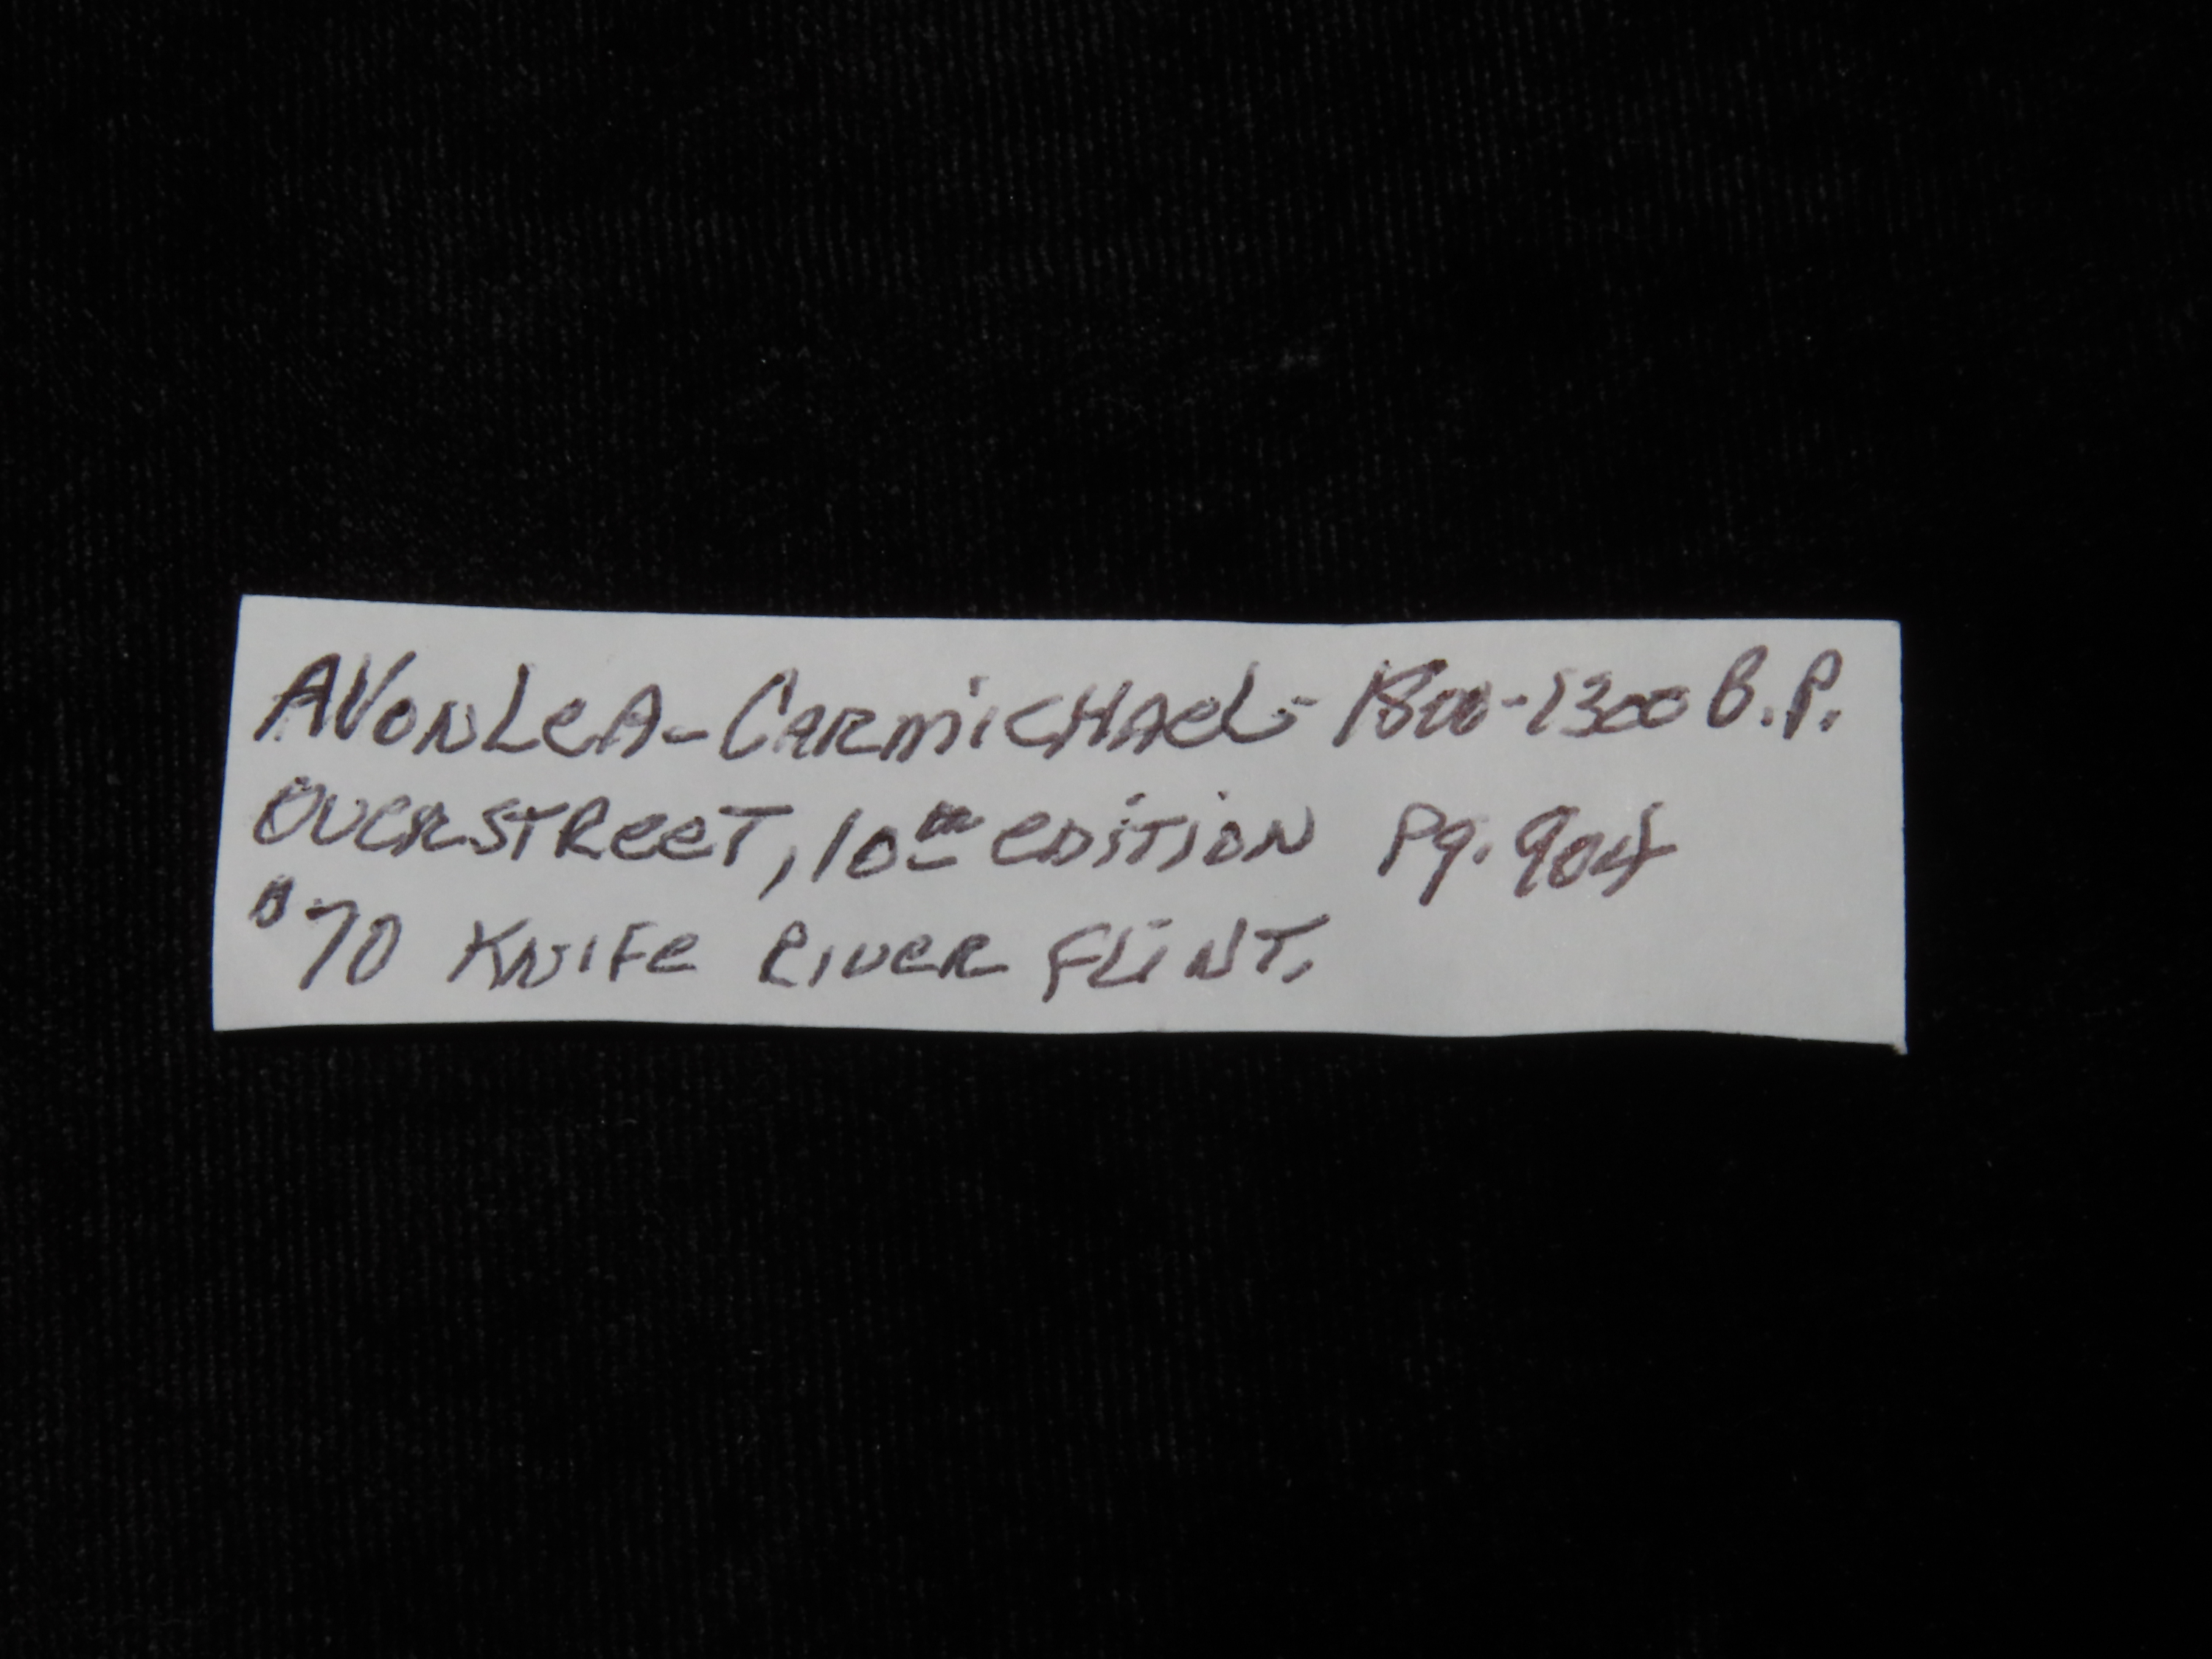 AVONLeA-CARMiCHAeL- 1800-1300 B.P.
OVERSTReeT, 10th eDiTiON Pg. 904
$70 KNiFe RIVeR FLiNT.